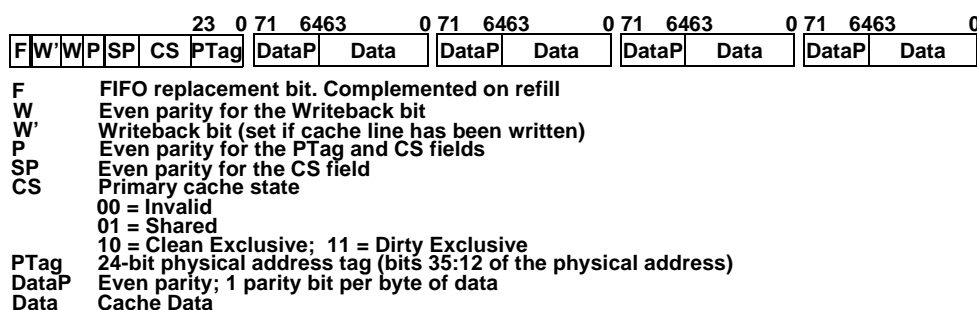 23 0 71 6463 0 71 6463 0 71 6463 0 71 6463 0
F W' W P SP CS PTag DataP Data DataP Data DataP Data DataP Data
F FIFO replacement bit. Complemented on refill
W Even parity for the Writeback bit
W' Writeback bit (set if cache line has been written)
P Even parity for the PTag and CS fields
SP Even parity for the CS field
CS Primary cache state
00 = Invalid
01 = Shared
10 = Clean Exclusive; 11 = Dirty Exclusive
PTag 24-bit physical address tag (bits 35:12 of the physical address)
DataP Even parity; 1 parity bit per byte of data
Data Cache Data